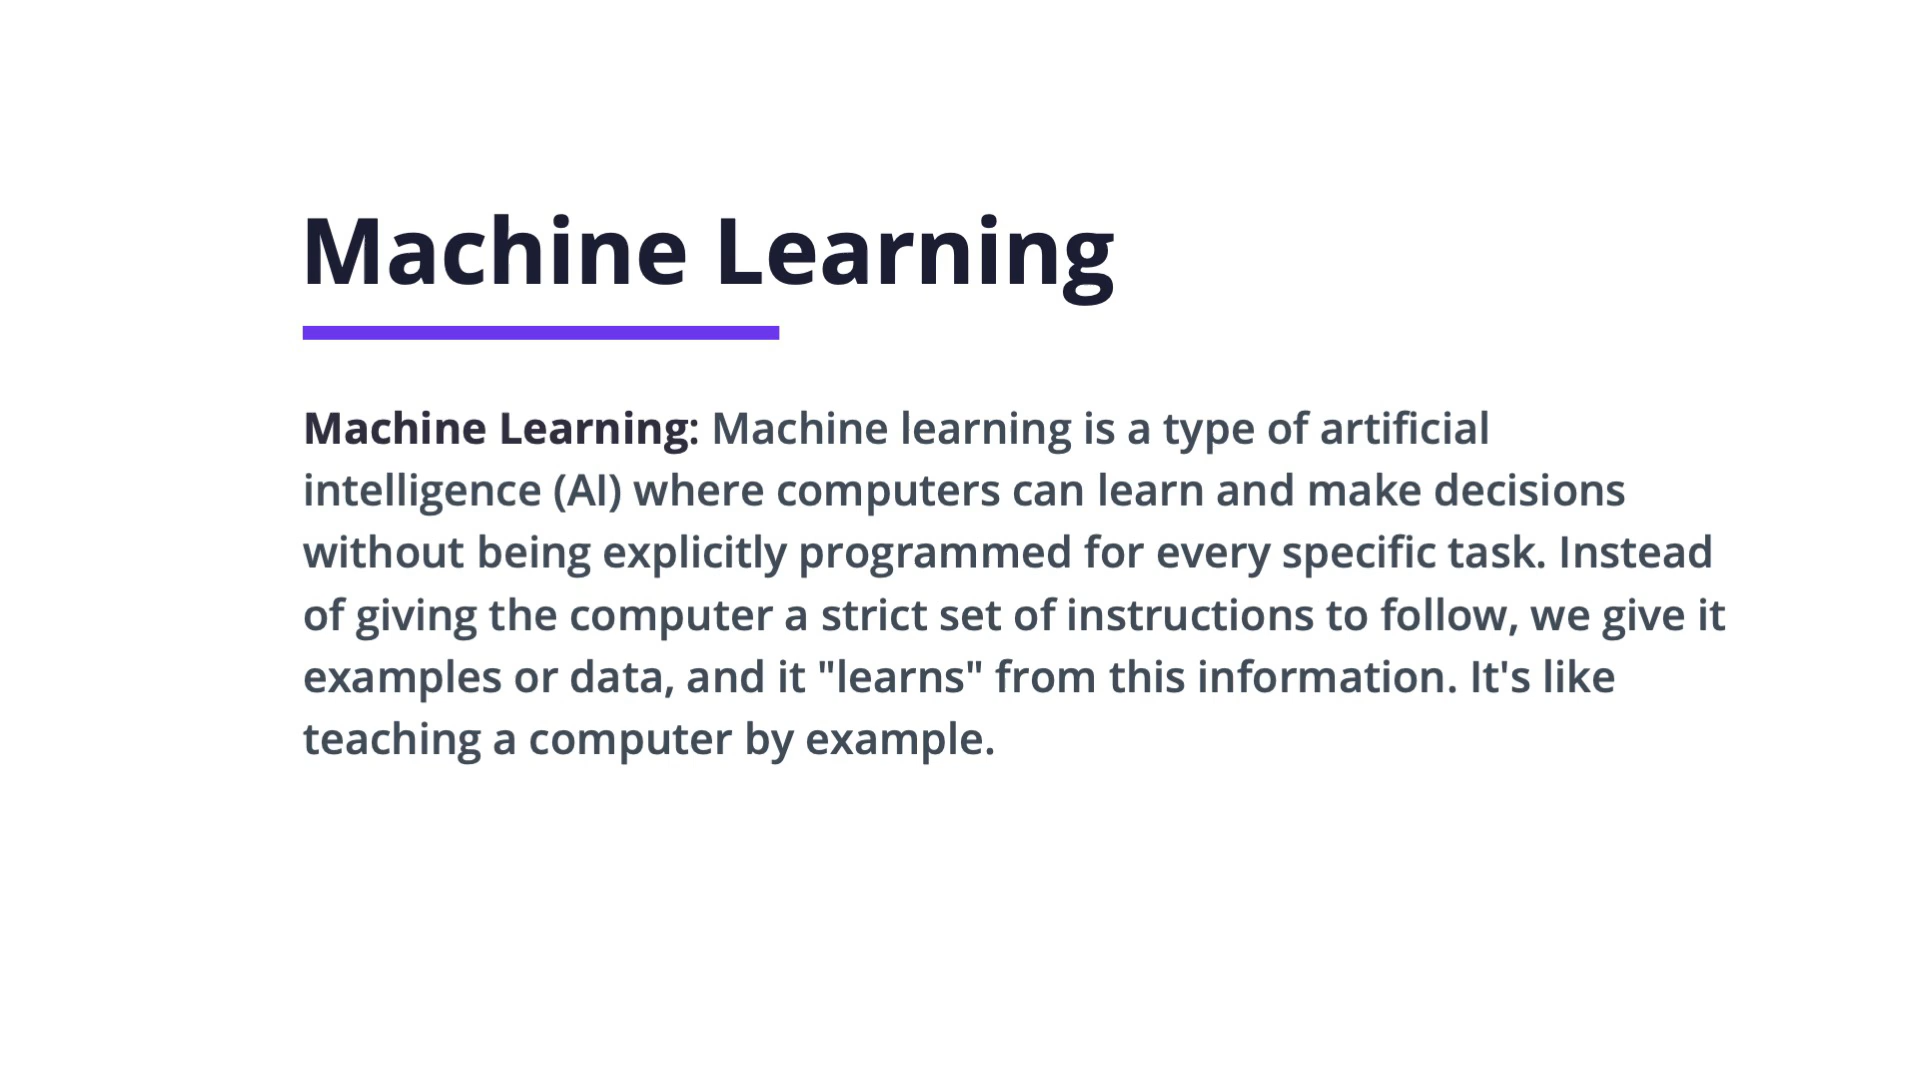 Machine Learning
Machine Learning: Machine learning is a type of artificial
intelligence (AI) where computers can learn and make decisions
without being explicitly programmed for every specific task. Instead
of giving the computer a strict set of instructions to follow, we give it
examples or data, and it "learns" from this information. It's like
teaching a computer by example.